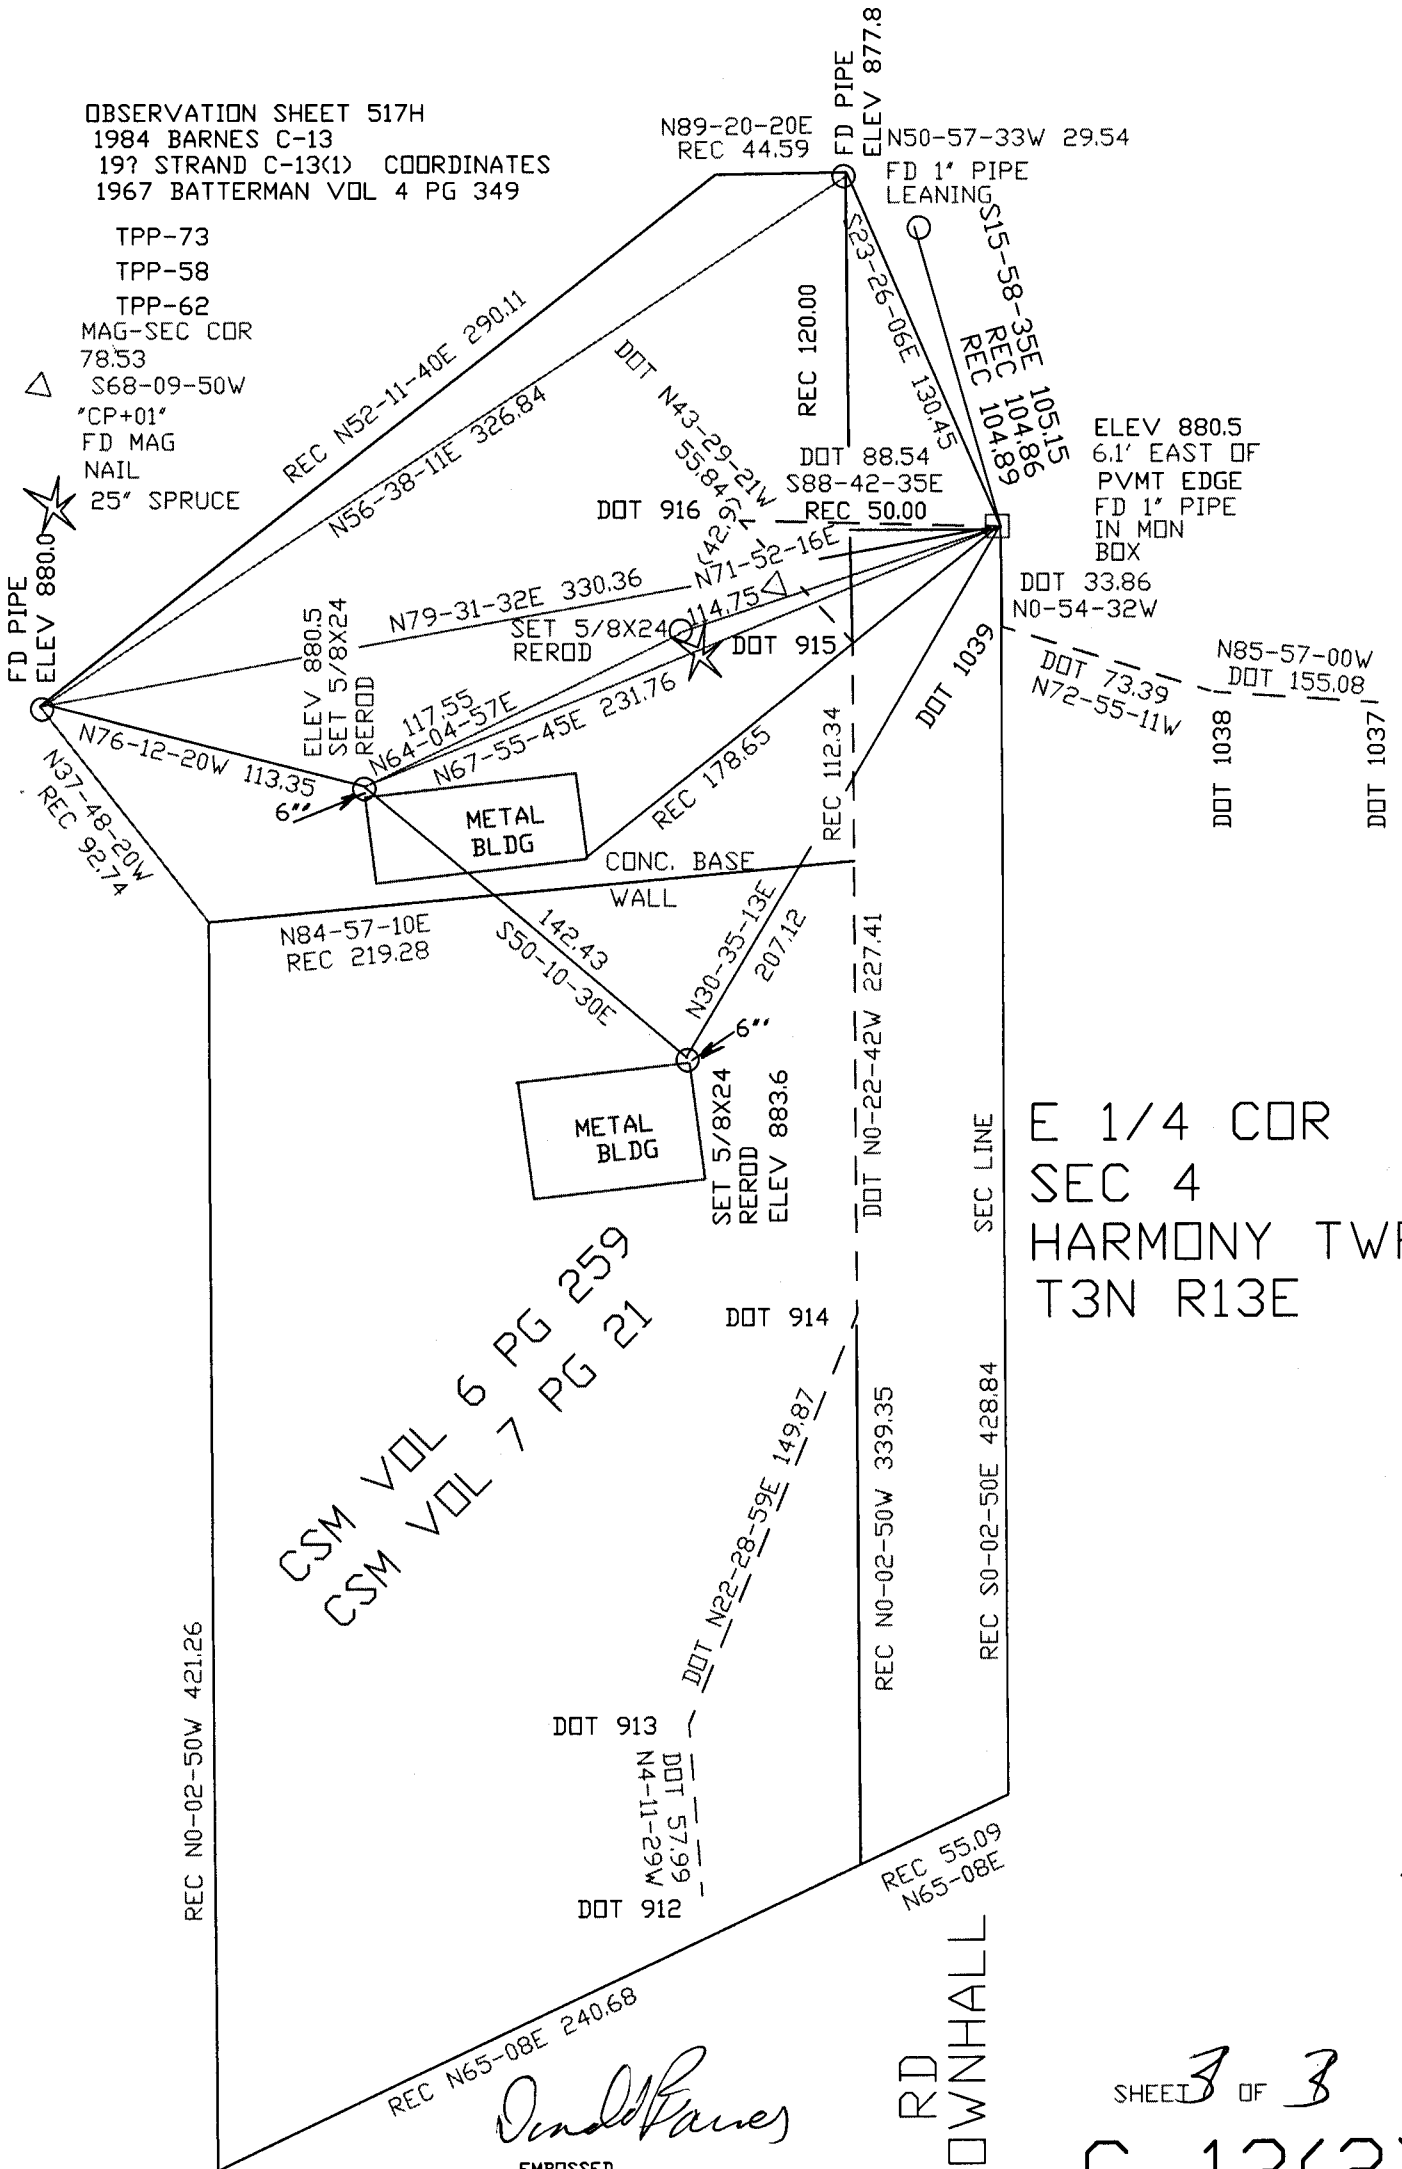 OBSERVATION SHEET 517H
1984 BARNES C-13
19? STRAND C-13(1) COORDINATES
1967 BATTERMAN VOL 4 PG 349
TPP-73
TPP-58
TPP-62
MAG-SEC COR
78.53
S68-09-50W
"CP+01"
FD MAG
NAIL
25" SPRUCE
N89-20-20E
REC 44.59
FD PIPE
ELEV 877.8
N50-57-33W 29.54
FD 1" PIPE
LEANING
S15-58-35E 105.15
REC 104.86
REC 104.89
S23-26-06E 130.45
REC 120.00
REC N52-11-40E 290.11
N56-38-11E 326.84
DOT N43-29-21W
55.84
(42.9?)
DOT 88.54
S88-42-35E
REC 50.00
DOT 916
ELEV 880.5
6.1' EAST OF
PVMT EDGE
FD 1" PIPE
IN MON
BOX
DOT 33.86
N0-54-32W
FD PIPE
ELEV 880.0
N79-31-32E 330.36
N71-52-16E
114.75
SET 5/8X24
REROD
DOT 915
DOT 1039
DOT 73.39
N72-55-11W
N85-57-00W
DOT 155.08
DOT 1038
DOT 1037
ELEV 880.5
SET 5/8X24
REROD
N76-12-20W 113.35
117.55
N64-04-57E
N67-55-45E 231.76
REC 178.65
REC 112.34
N37-48-20W
REC 92.74
6"'
METAL
BLDG
CONC. BASE
WALL
N84-57-10E
REC 219.28
142.43
S50-10-30E
N30-35-13E
207.12
6"'
METAL
BLDG
SET 5/8X24
REROD
ELEV 883.6
DOT N0-22-42W 227.41
SEC LINE
E 1/4 COR
SEC 4
HARMONY TWP
T3N R13E
CSM VOL 6 PG 259
CSM VOL 7 PG 21
DOT 914
DOT N22-28-59E 149.87
REC N0-02-50W 339.35
REC S0-02-50E 428.84
REC N0-02-50W 421.26
DOT 913
DOT 57.99
N4-11-29W
DOT 912
REC 55.09
N65-08E
REC N65-08E 240.68
Donald Barnes
EMBOSSED
RD
OWNHALL
SHEET 3 OF 3